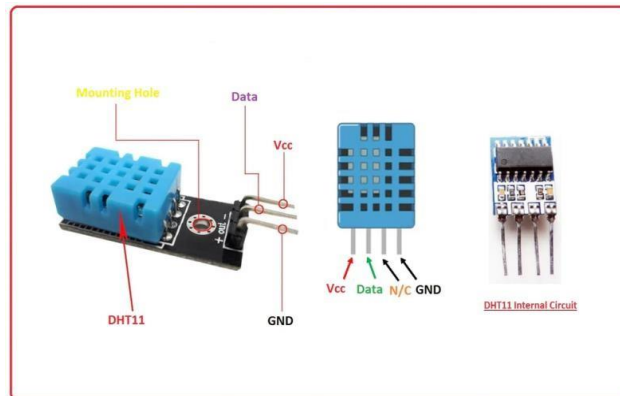 Mounting Hole
Data
Vcc
DHT11
GND
Vcc Data N/C GND
DHT11 Internal Circuit